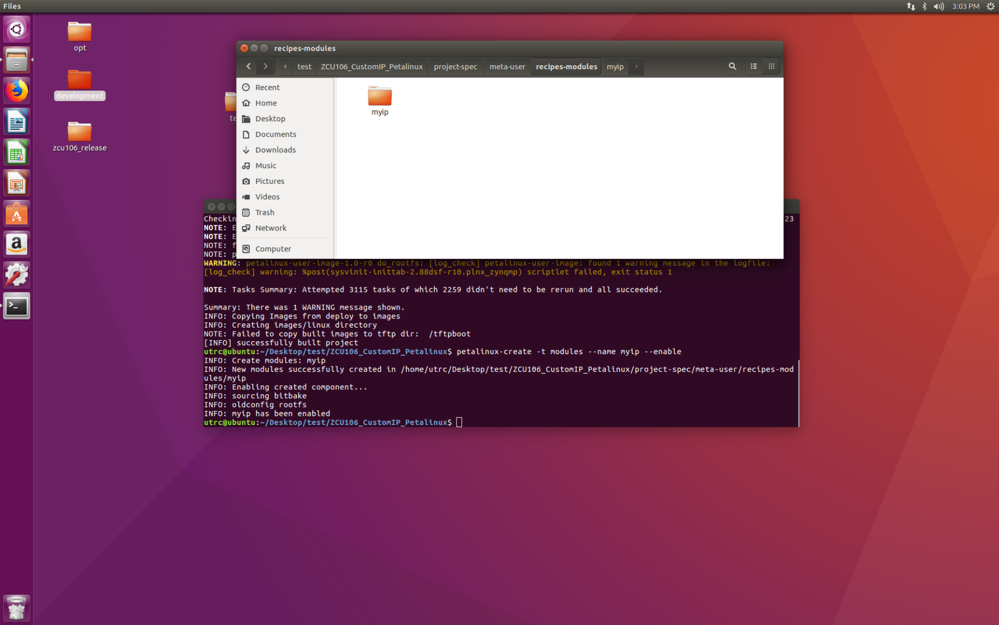 Files
3:03 PM
opt
development
zcu106_release
te
recipes-modules
test ZCU106_CustomIP_Petalinux project-spec meta-user recipes-modules myip
Recent
Home
Desktop
Documents
Downloads
Music
Pictures
Videos
Trash
Network
Computer
myip
Checkin 23
NOTE: E
NOTE: E
NOTE: f
NOTE: p
WARNING: petalinux-user-image-1.0-r0 do_rootfs: [log_check] petalinux-user-image: found 1 warning message in the logfile:
[log_check] warning: %post(sysvinit-inittab-2.88dsf-r10.plnx_zynqmp) scriptlet failed, exit status 1
NOTE: Tasks Summary: Attempted 3115 tasks of which 2259 didn't need to be rerun and all succeeded.
Summary: There was 1 WARNING message shown.
INFO: Copying Images from deploy to images
INFO: Creating images/linux directory
NOTE: Failed to copy built images to tftp dir:  /tftpboot
[INFO] successfully built project
utrc@ubuntu:~/Desktop/test/ZCU106_CustomIP_Petalinux$ petalinux-create -t modules --name myip --enable
INFO: Create modules: myip
INFO: New modules successfully created in /home/utrc/Desktop/test/ZCU106_CustomIP_Petalinux/project-spec/meta-user/recipes-mod
ules/myip
INFO: Enabling created component...
INFO: sourcing bitbake
INFO: oldconfig rootfs
INFO: myip has been enabled
utrc@ubuntu:~/Desktop/test/ZCU106_CustomIP_Petalinux$